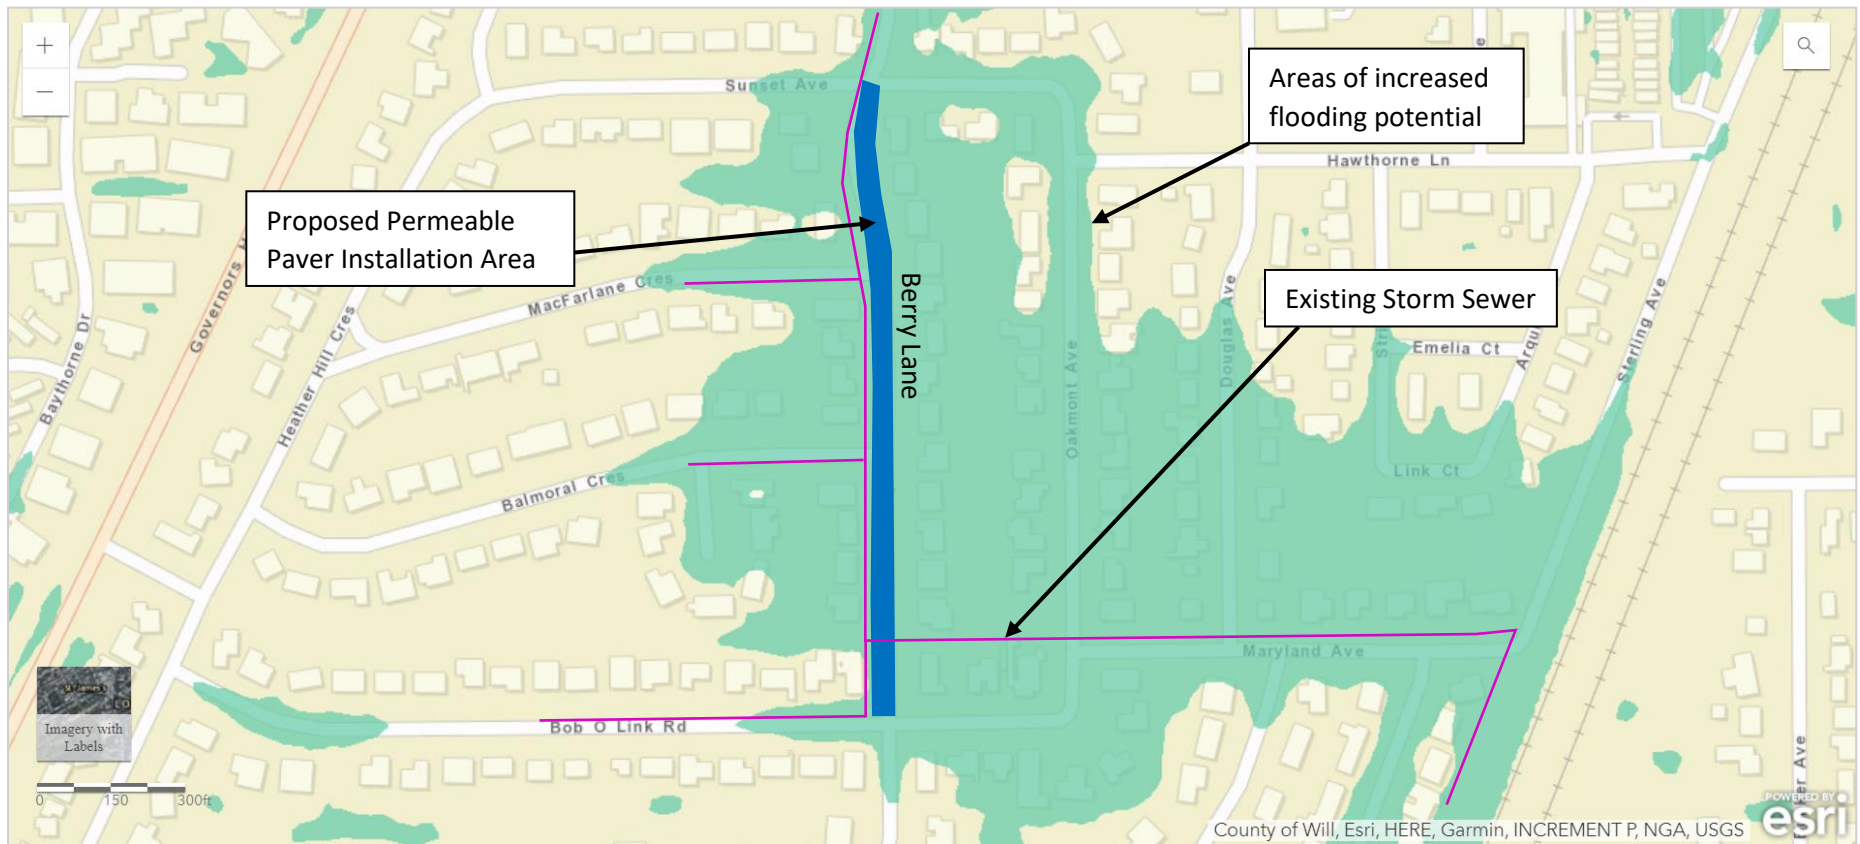 +
−
Sunset Ave
Areas of increased
flooding potential
Hawthorne Ln
Proposed Permeable
Paver Installation Area
Governors H
MacFarlane Cres
Berry Lane
Existing Storm Sewer
Baythorne Dr
Heather Hill Cres
Oakmont Ave
Douglas Ave
Emelia Ct
Sterling Ave
Balmoral Cres
Link Ct
Maryland Ave
Bob O Link Rd
Imagery with
Labels
0 150 300ft
County of Will, Esri, HERE, Garmin, INCREMENT P, NGA, USGS
POWERED BY
esri